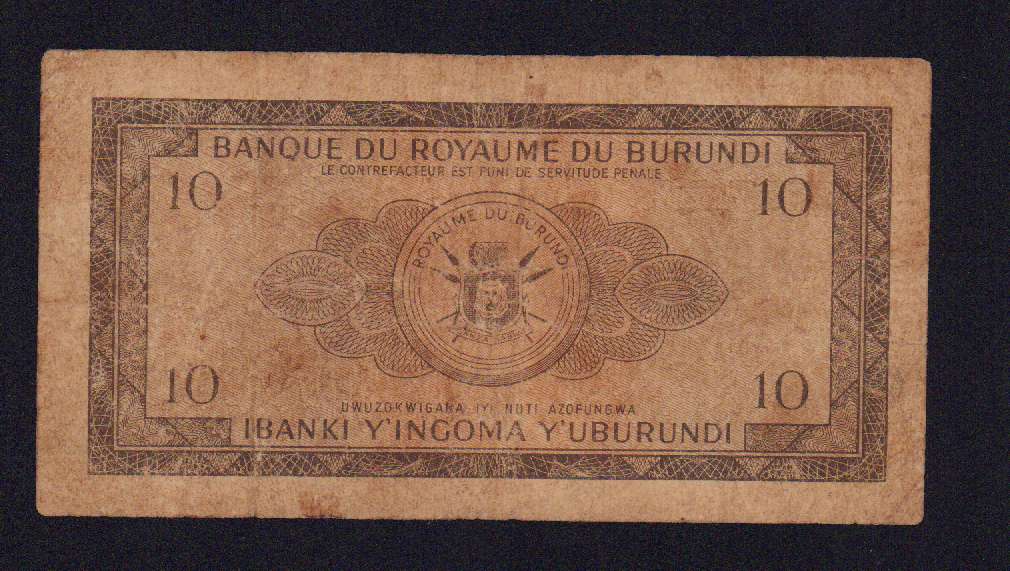 BANQUE DU ROYAUME DU BURUNDI
LE CONTREFACTEUR EST PUNI DE SERVITUDE PENALE
10 10
ROYAUME DU BURUNDI
10 10
UWUZOKWIGANA IYI NOTI AZOFUNGWA
IBANKI Y'INGOMA Y'UBURUNDI